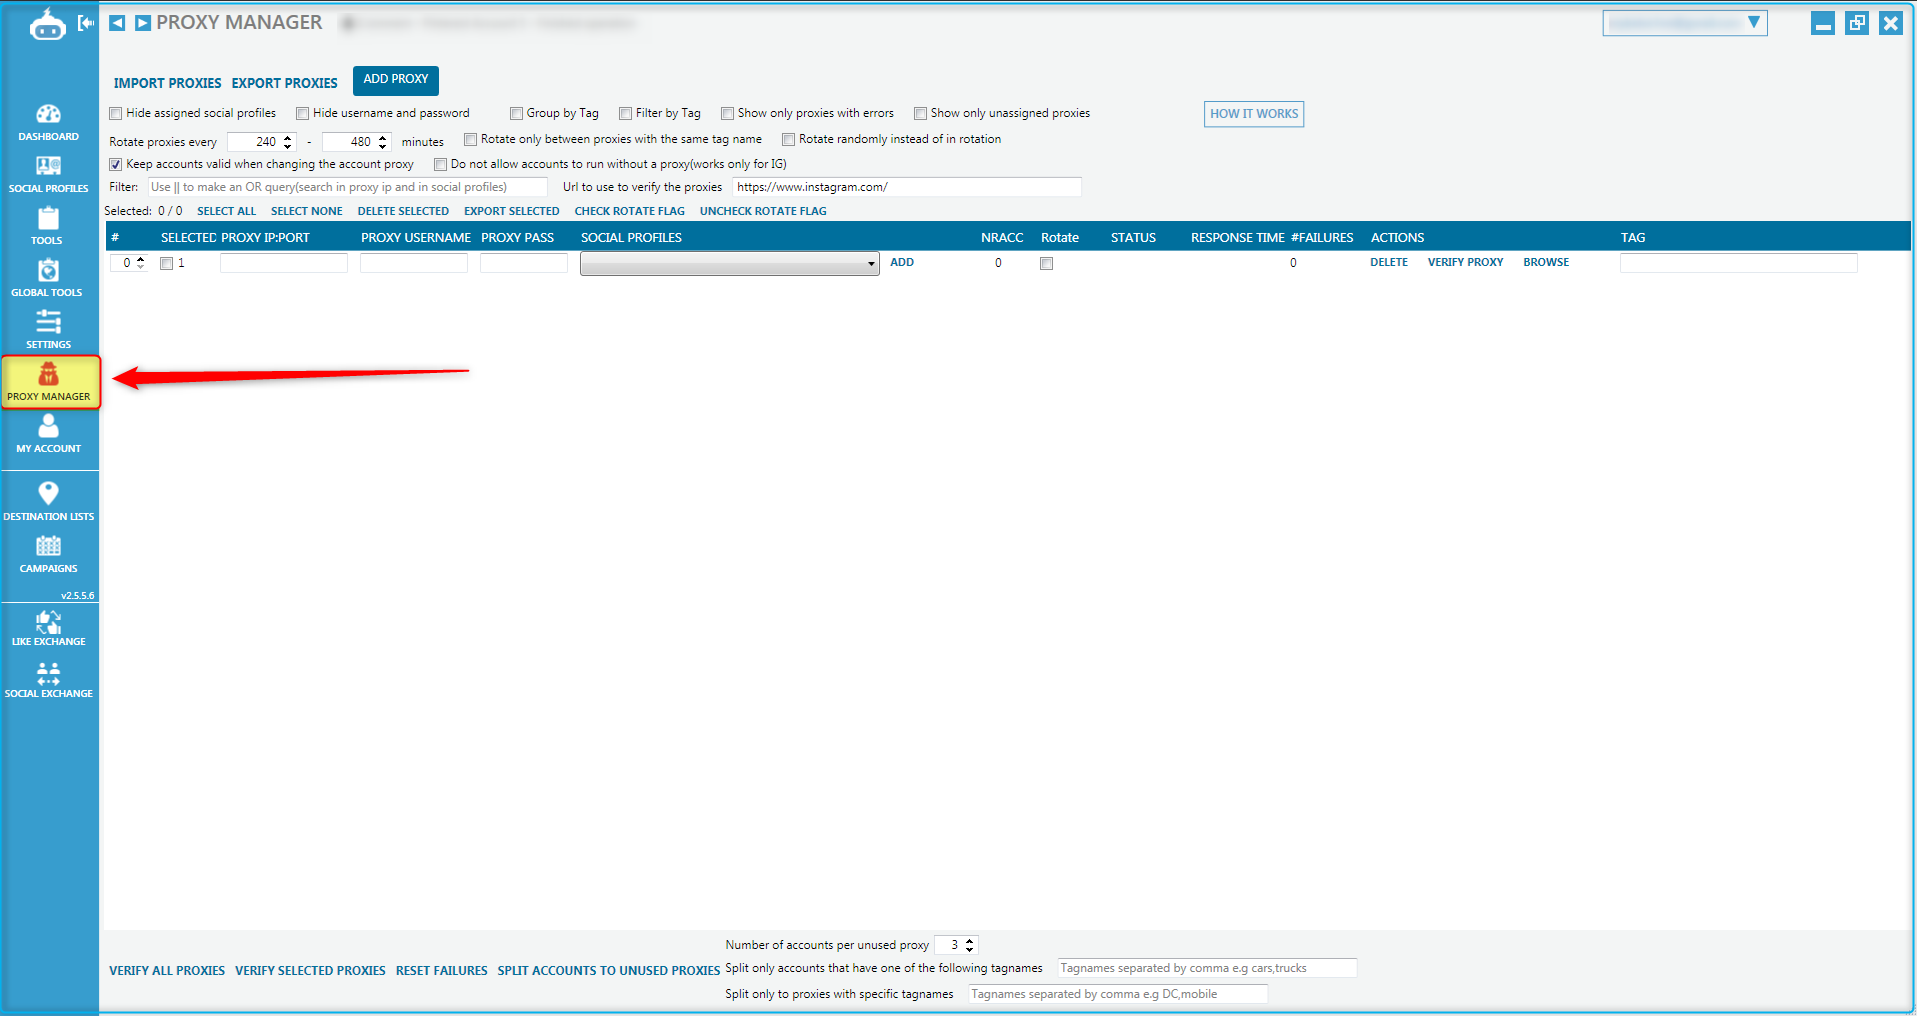 PROXY MANAGER
IMPORT PROXIES EXPORT PROXIES ADD PROXY
Hide assigned social profiles Hide username and password Group by Tag Filter by Tag Show only proxies with errors Show only unassigned proxies HOW IT WORKS
Rotate proxies every 240 - 480 minutes Rotate only between proxies with the same tag name Rotate randomly instead of in rotation
Keep accounts valid when changing the account proxy Do not allow accounts to run without a proxy(works only for IG)
Filter: Use || to make an OR query(search in proxy ip and in social profiles) Url to use to verify the proxies https://www.instagram.com/
Selected: 0 / 0 SELECT ALL SELECT NONE DELETE SELECTED EXPORT SELECTED CHECK ROTATE FLAG UNCHECK ROTATE FLAG
# SELECTED PROXY IP:PORT PROXY USERNAME PROXY PASS SOCIAL PROFILES NRACC Rotate STATUS RESPONSE TIME #FAILURES ACTIONS TAG
0 1 ADD 0 0 DELETE VERIFY PROXY BROWSE
DASHBOARD
SOCIAL PROFILES
TOOLS
GLOBAL TOOLS
SETTINGS
PROXY MANAGER
MY ACCOUNT
DESTINATION LISTS
CAMPAIGNS
v2.5.5.6
LIKE EXCHANGE
SOCIAL EXCHANGE
Number of accounts per unused proxy 3
VERIFY ALL PROXIES VERIFY SELECTED PROXIES RESET FAILURES SPLIT ACCOUNTS TO UNUSED PROXIES Split only accounts that have one of the following tagnames Tagnames separated by comma e.g cars,trucks
Split only to proxies with specific tagnames Tagnames separated by comma e.g DC,mobile